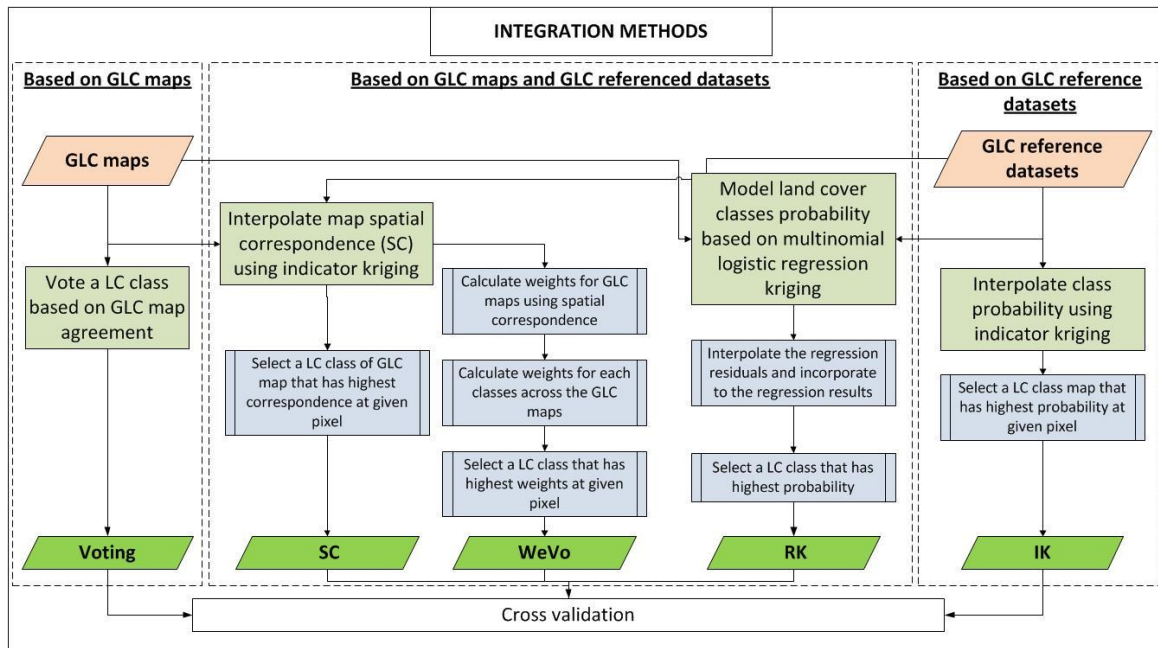 INTEGRATION METHODS
Based on GLC maps
Based on GLC maps and GLC referenced datasets
Based on GLC reference
datasets
GLC maps
GLC reference
datasets
Interpolate map spatial
correspondence (SC)
using indicator kriging
Model land cover
classes probability
based on multinomial
logistic regression
kriging
Vote a LC class
based on GLC map
agreement
Calculate weights for GLC
maps using spatial
correspondence
Interpolate class
probability using
indicator kriging
Select a LC class of GLC
map that has highest
correspondence at given
pixel
Calculate weights for each
classes across the GLC
maps
Interpolate the regression
residuals and incorporate
to the regression results
Select a LC class map that
has highest probability at
given pixel
Select a LC class that has
highest weights at given
pixel
Select a LC class that has
highest probability
Voting
SC
WeVo
RK
IK
Cross validation